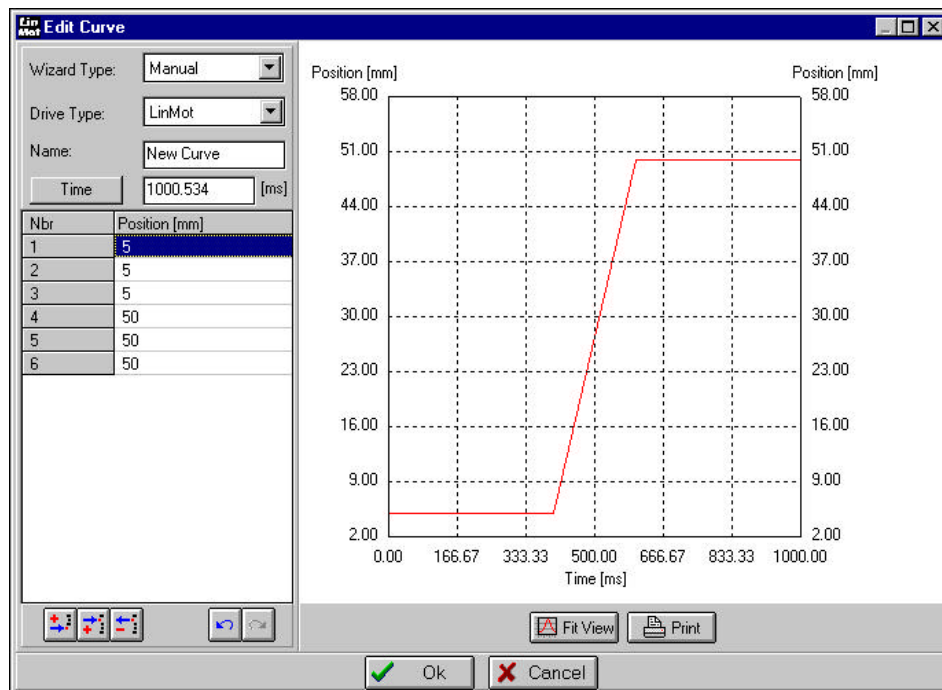 Lin Mot Edit Curve
Wizard Type: Manual
Drive Type: LinMot
Name: New Curve
Time 1000.534 [ms]
Nbr Position [mm]
1 5
2 5
3 5
4 50
5 50
6 50
Position [mm] Position [mm]
58.00 58.00
51.00 51.00
44.00 44.00
37.00 37.00
30.00 30.00
23.00 23.00
16.00 16.00
9.00 9.00
2.00 2.00
0.00 166.67 333.33 500.00 666.67 833.33 1000.00
Time [ms]
Fit View Print
Ok Cancel